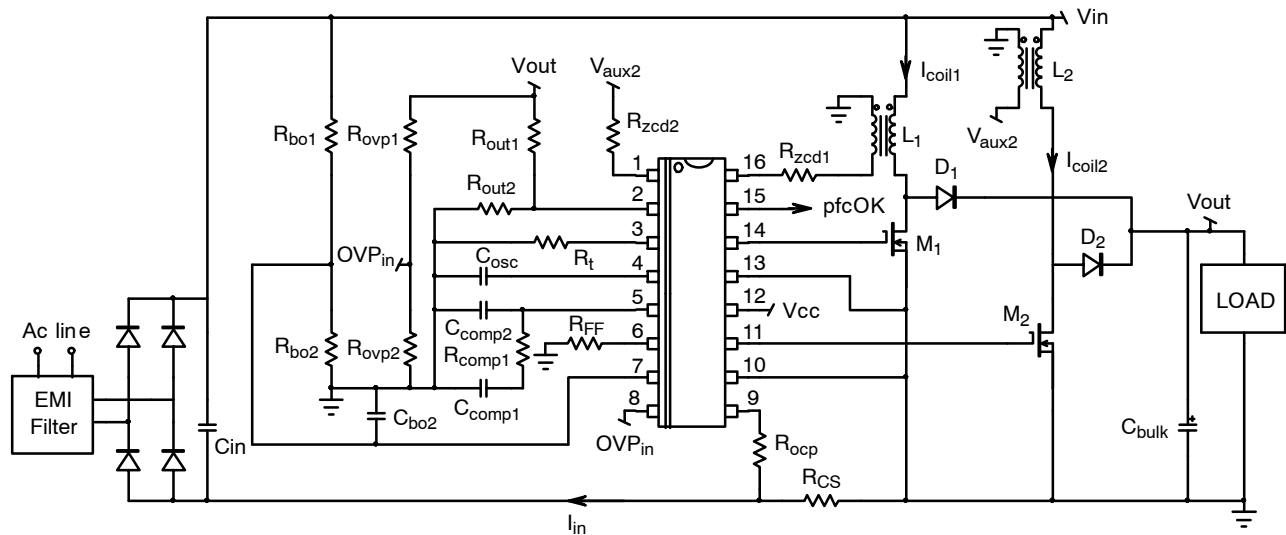 Vin
Vout
Vaux2
Icoil1
L2
Rbo1
Rovp1
Rout1
Rzcd2
L1
Vaux2
Rzcd1
Icoil2
D1
1
16
Rout2
2
15
pfcOK
Vout
3
14
M1
OVPin
Rt
D2
Cosc
4
13
LOAD
5
12
Vcc
M2
Ac line
Ccomp2
RFF
Rbo2
Rovp2
Rcomp1
6
11
EMI
Filter
7
10
Ccomp1
Cbo2
8
9
Cin
OVPin
Rocp
Cbulk
+
RCS
Iin